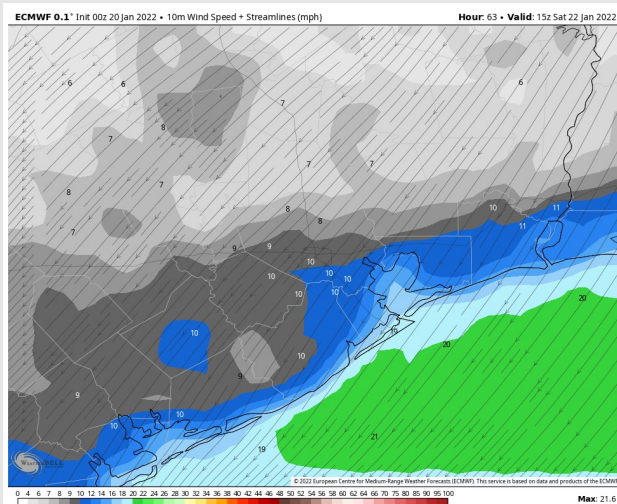 ECMWF 0.1° Init 00z 20 Jan 2022 • 10m Wind Speed + Streamlines (mph) Hour: 63 • Valid: 15z Sat 22 Jan 2022
6 6 6
7
8
7 7 7
7
8
8
7 8
10 11
11
9 9
10
10 10 10
10 10
20
10 19
20
10
9
9
10
10
21
19
WeatherBELL
© 2022 European Centre for Medium-Range Weather Forecasts (ECMWF). This service is based on data and products of the ECMWF
0 4 6 7 8 9 10 12 14 16 18 20 22 24 26 28 30 32 34 36 38 40 42 44 46 48 50 52 54 56 58 60 62 64 66 68 70 75 80 85 90 95 100
Max: 21.6